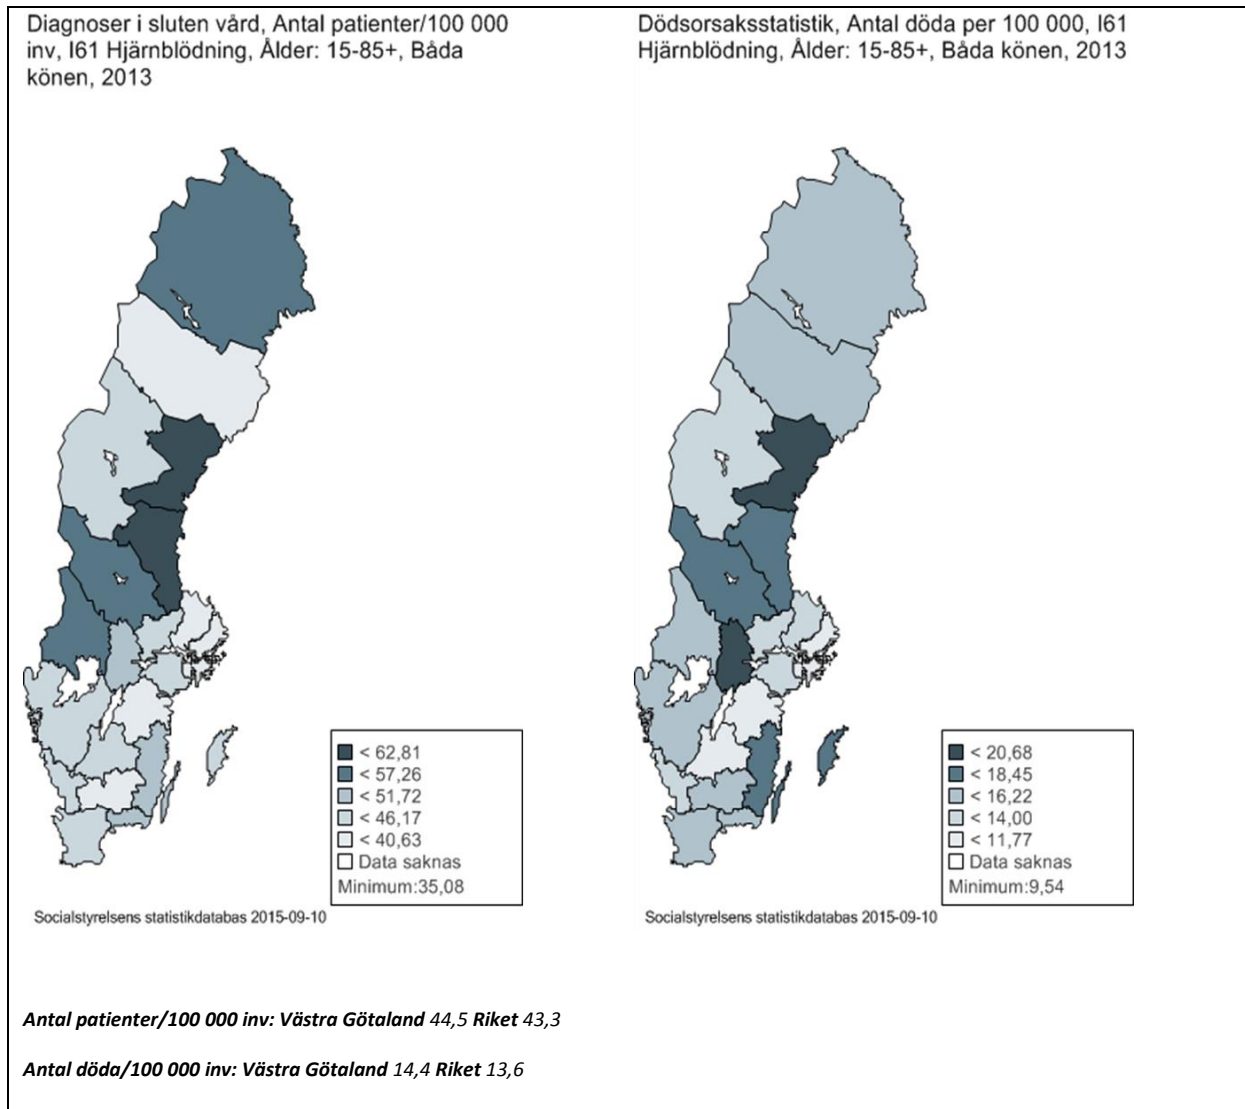 Diagnoser i sluten vård, Antal patienter/100 000
inv, I61 Hjärnblödning, Ålder: 15-85+, Båda
könen, 2013
< 62,81
< 57,26
< 51,72
< 46,17
< 40,63
Data saknas
Minimum:35,08
Socialstyrelsens statistikdatabas 2015-09-10
Dödsorsaksstatistik, Antal döda per 100 000, I61
Hjärnblödning, Ålder: 15-85+, Båda könen, 2013
< 20,68
< 18,45
< 16,22
< 14,00
< 11,77
Data saknas
Minimum:9,54
Socialstyrelsens statistikdatabas 2015-09-10
Antal patienter/100 000 inv: Västra Götaland 44,5 Riket 43,3
Antal döda/100 000 inv: Västra Götaland 14,4 Riket 13,6